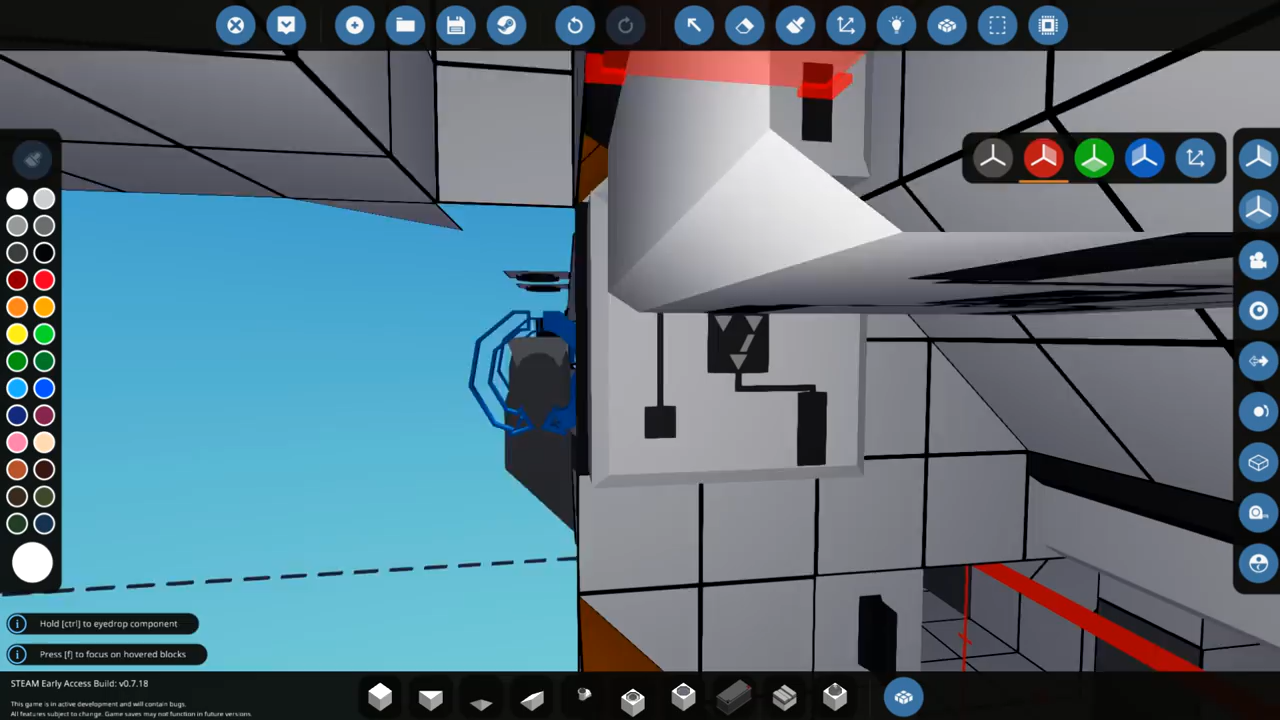 Hold [ctrl] to eyedrop component
Press [f] to focus on hovered blocks
STEAM Early Access Build: v0.7.18
This game is in active development and will contain bugs.
All features subject to change. Game saves may not function in future versions.